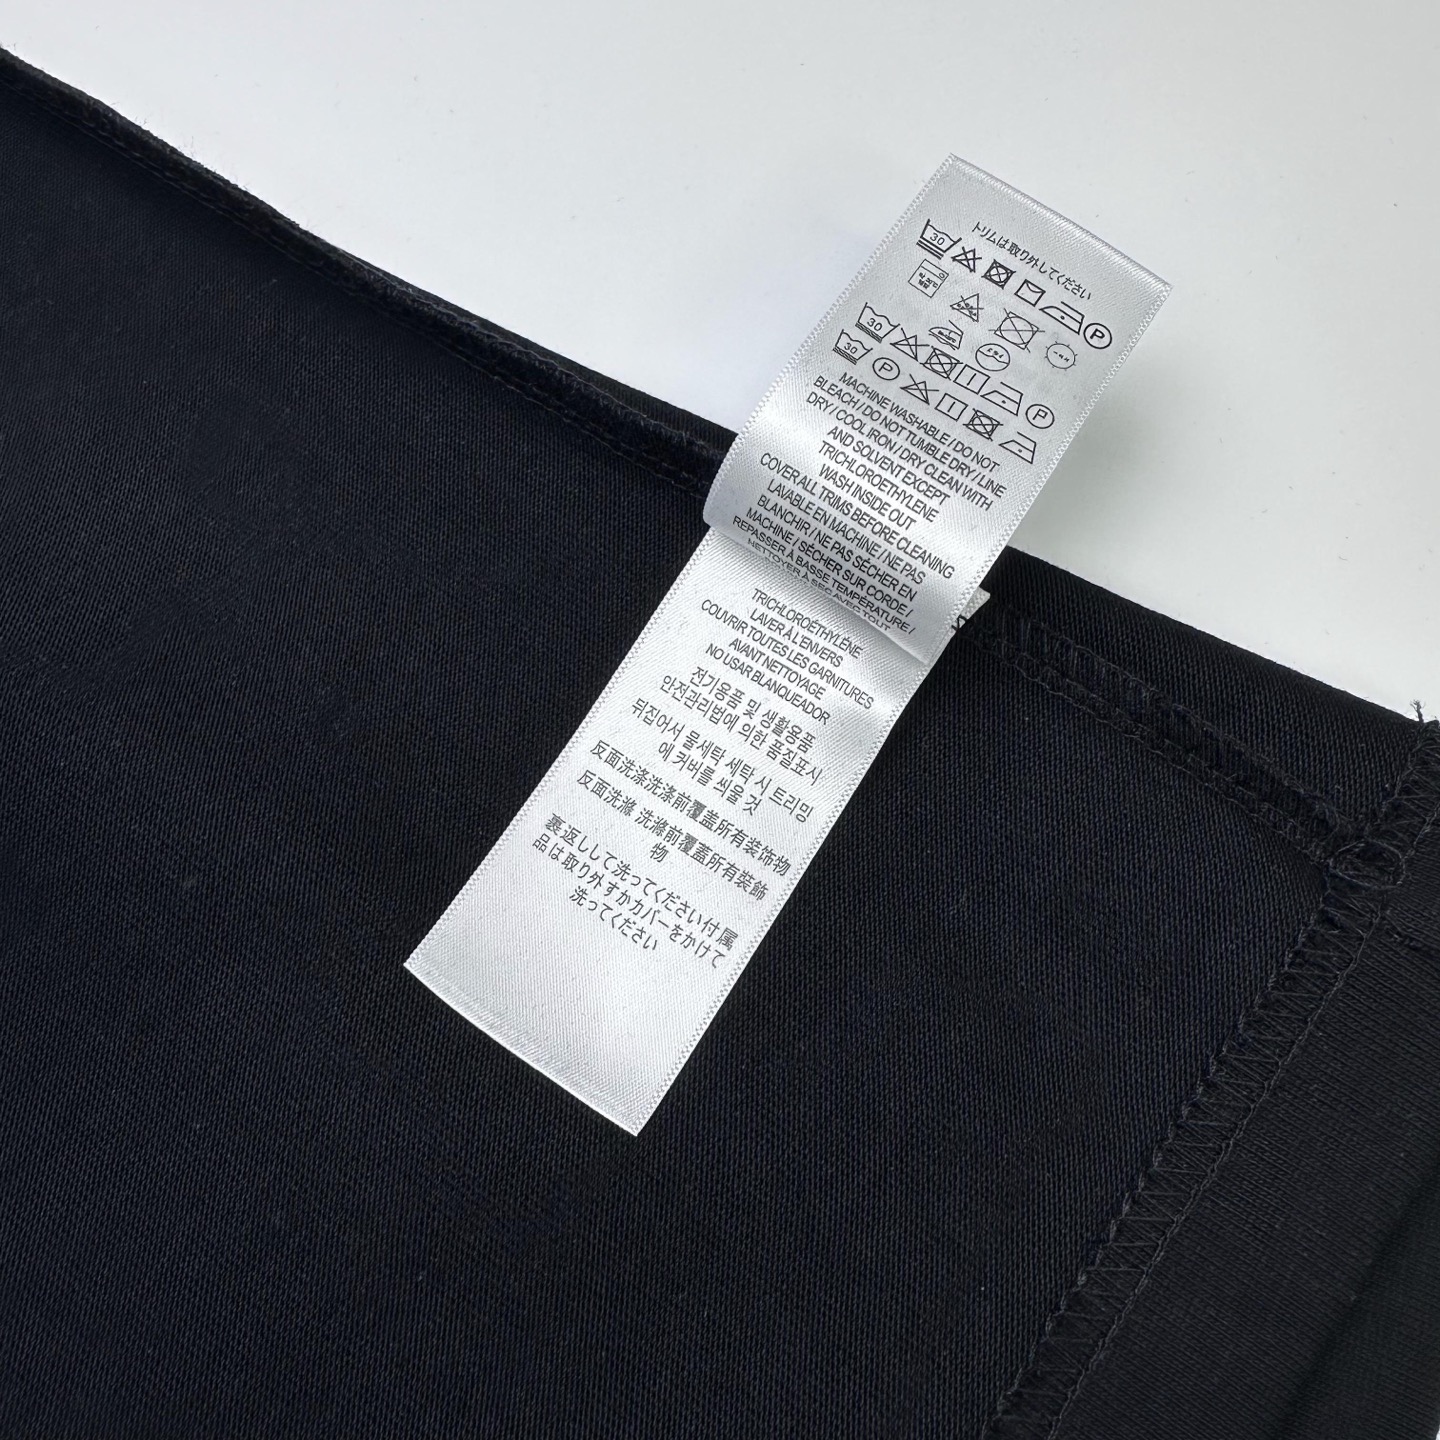 トリムは取り外してください
30
P
30
P
30
P
MACHINE WASHABLE / DO NOT
BLEACH / DO NOT TUMBLE DRY / LINE
DRY / COOL IRON / DRY CLEAN WITH
AND SOLVENT EXCEPT
TRICHLOROETHYLENE
WASH INSIDE OUT
COVER ALL TRIMS BEFORE CLEANING
LAVABLE EN MACHINE / NE PAS
BLANCHIR / NE PAS SÉCHER EN
MACHINE / SÉCHER SUR CORDE /
REPASSER À BASSE TEMPÉRATURE /
NETTOYER À SEC AVEC TOUT
TRICHLOROÉTHYLÈNE
LAVER À L'ENVERS
COUVRIR TOUTES LES GARNITURES
AVANT NETTOYAGE
NO USAR BLANQUEADOR
전기용품 및 생활용품
안전관리법에 의한 품질표시
뒤집어서 물세탁 세탁 시 트리밍
에 커버를 씌울 것
反面洗涤洗涤前覆盖所有装饰物
反面洗滌 洗滌前覆蓋所有裝飾
物
裏返しして洗ってください付属
品は取り外すかカバーをかけて
洗ってください